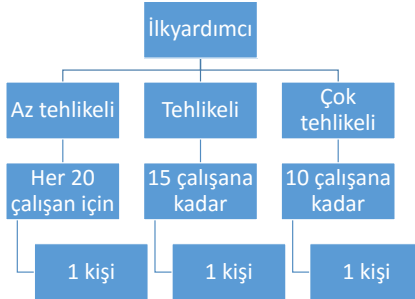 İlkyardımcı
Az tehlikeli
Tehlikeli
Çok
tehlikeli
Her 20
çalışan için
15 çalışana
kadar
10 çalışana
kadar
1 kişi
1 kişi
1 kişi